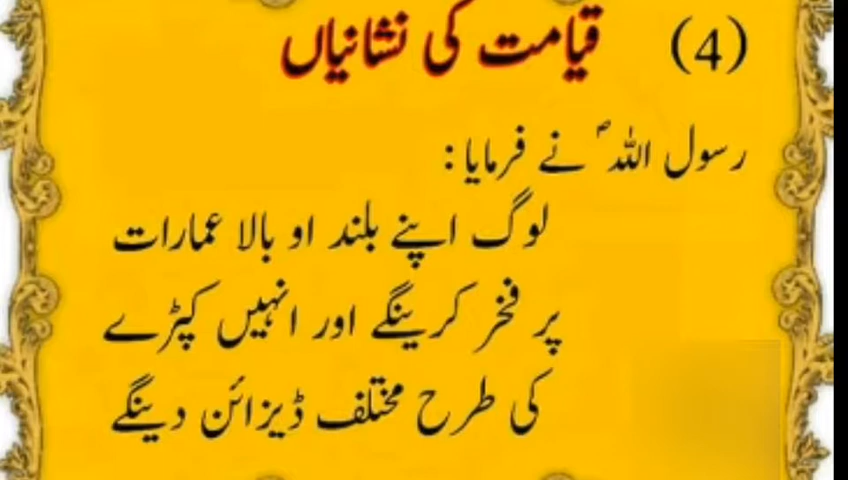 (4) قیامت کی نشانیاں
رسول اللہ ؐ نے فرمایا:
لوگ اپنے بلند او بالا عمارات
پر فخر کرینگے اور انہیں کپڑے
کی طرح مختلف ڈیزائن دینگے